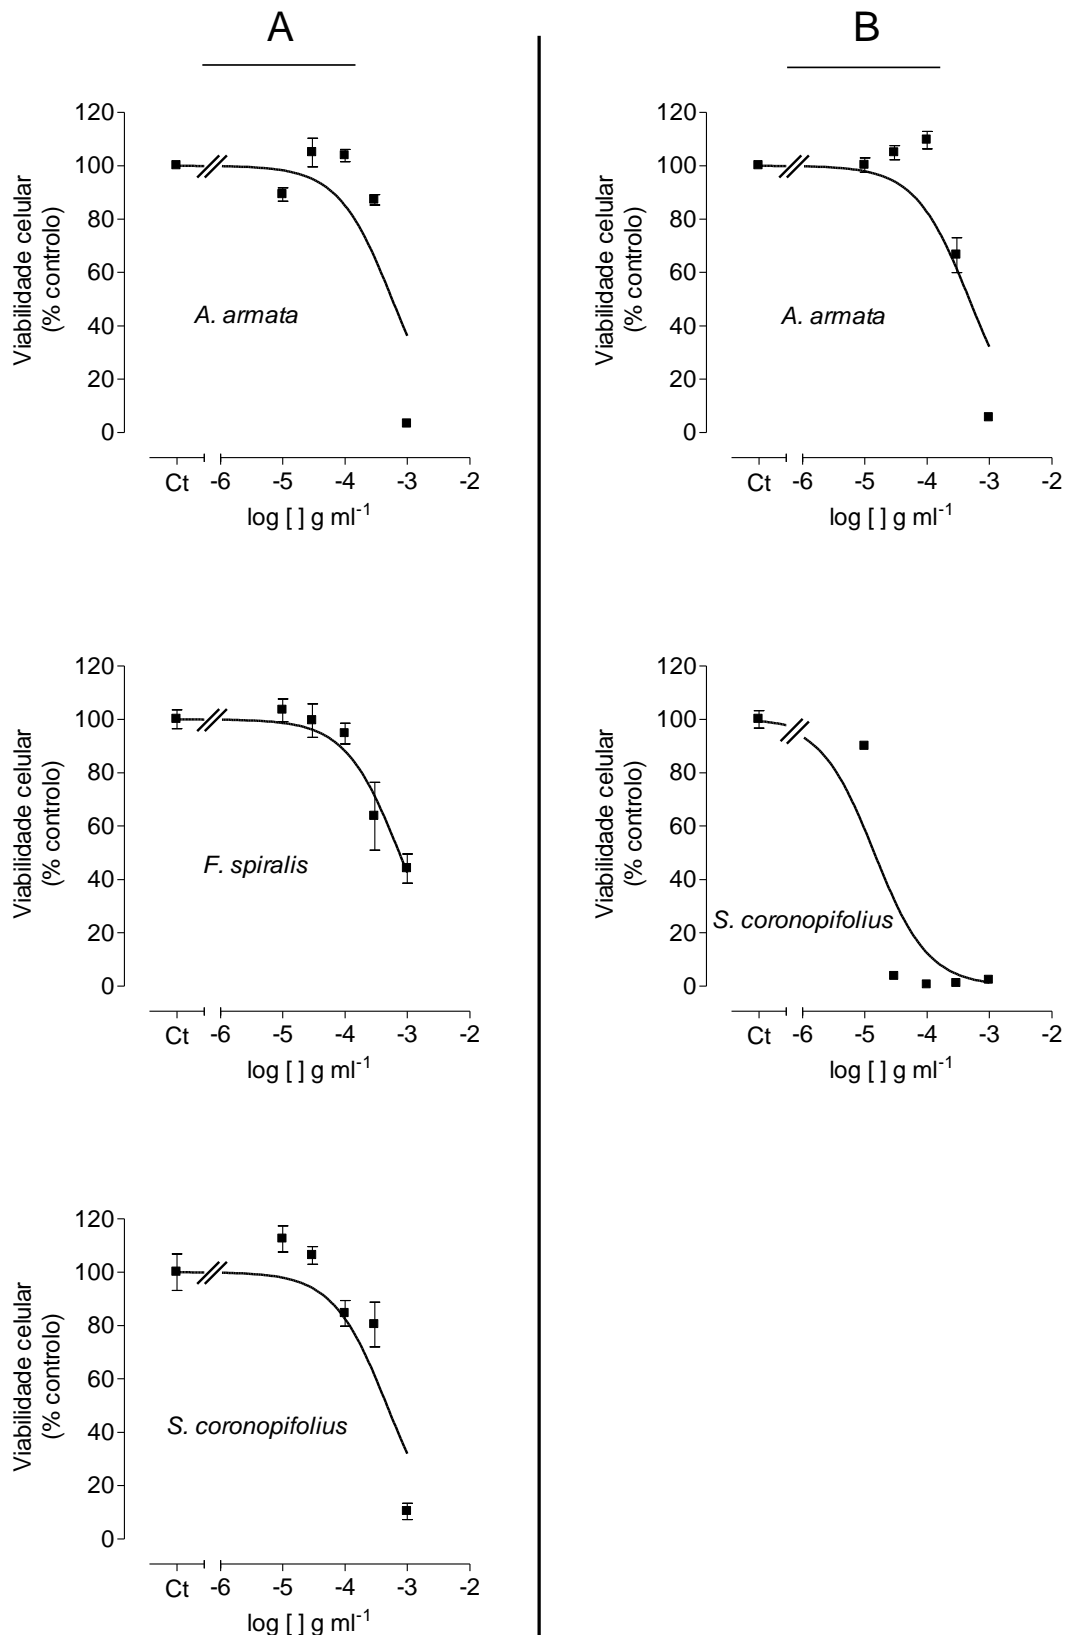 A
120
100
80
60
40
20
0
Viabilidade celular
(% controlo)
A. armata
Ct -6 -5 -4 -3 -2
log [ ] g ml⁻¹
120
100
80
60
40
20
0
Viabilidade celular
(% controlo)
F. spiralis
Ct -6 -5 -4 -3 -2
log [ ] g ml⁻¹
120
100
80
60
40
20
0
Viabilidade celular
(% controlo)
S. coronopifolius
Ct -6 -5 -4 -3 -2
log [ ] g ml⁻¹
B
120
100
80
60
40
20
0
Viabilidade celular
(% controlo)
A. armata
Ct -6 -5 -4 -3 -2
log [ ] g ml⁻¹
120
100
80
60
40
20
0
Viabilidade celular
(% controlo)
S. coronopifolius
Ct -6 -5 -4 -3 -2
log [ ] g ml⁻¹